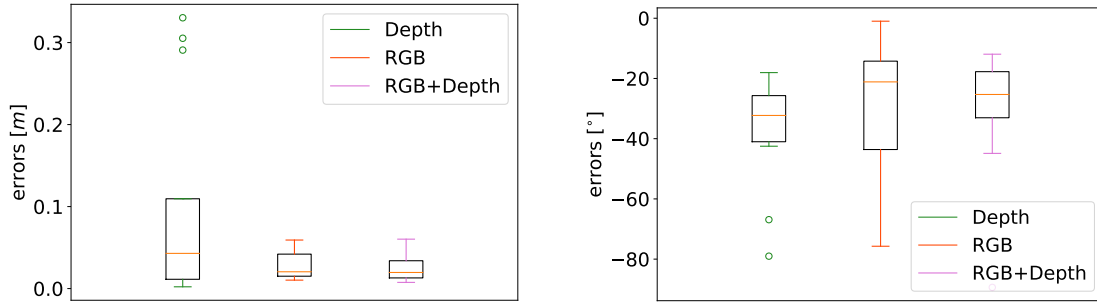 errors [m]
0.3
0.2
0.1
0.0
Depth
RGB
RGB+Depth
errors [°]
0
−20
−40
−60
−80
Depth
RGB
RGB+Depth